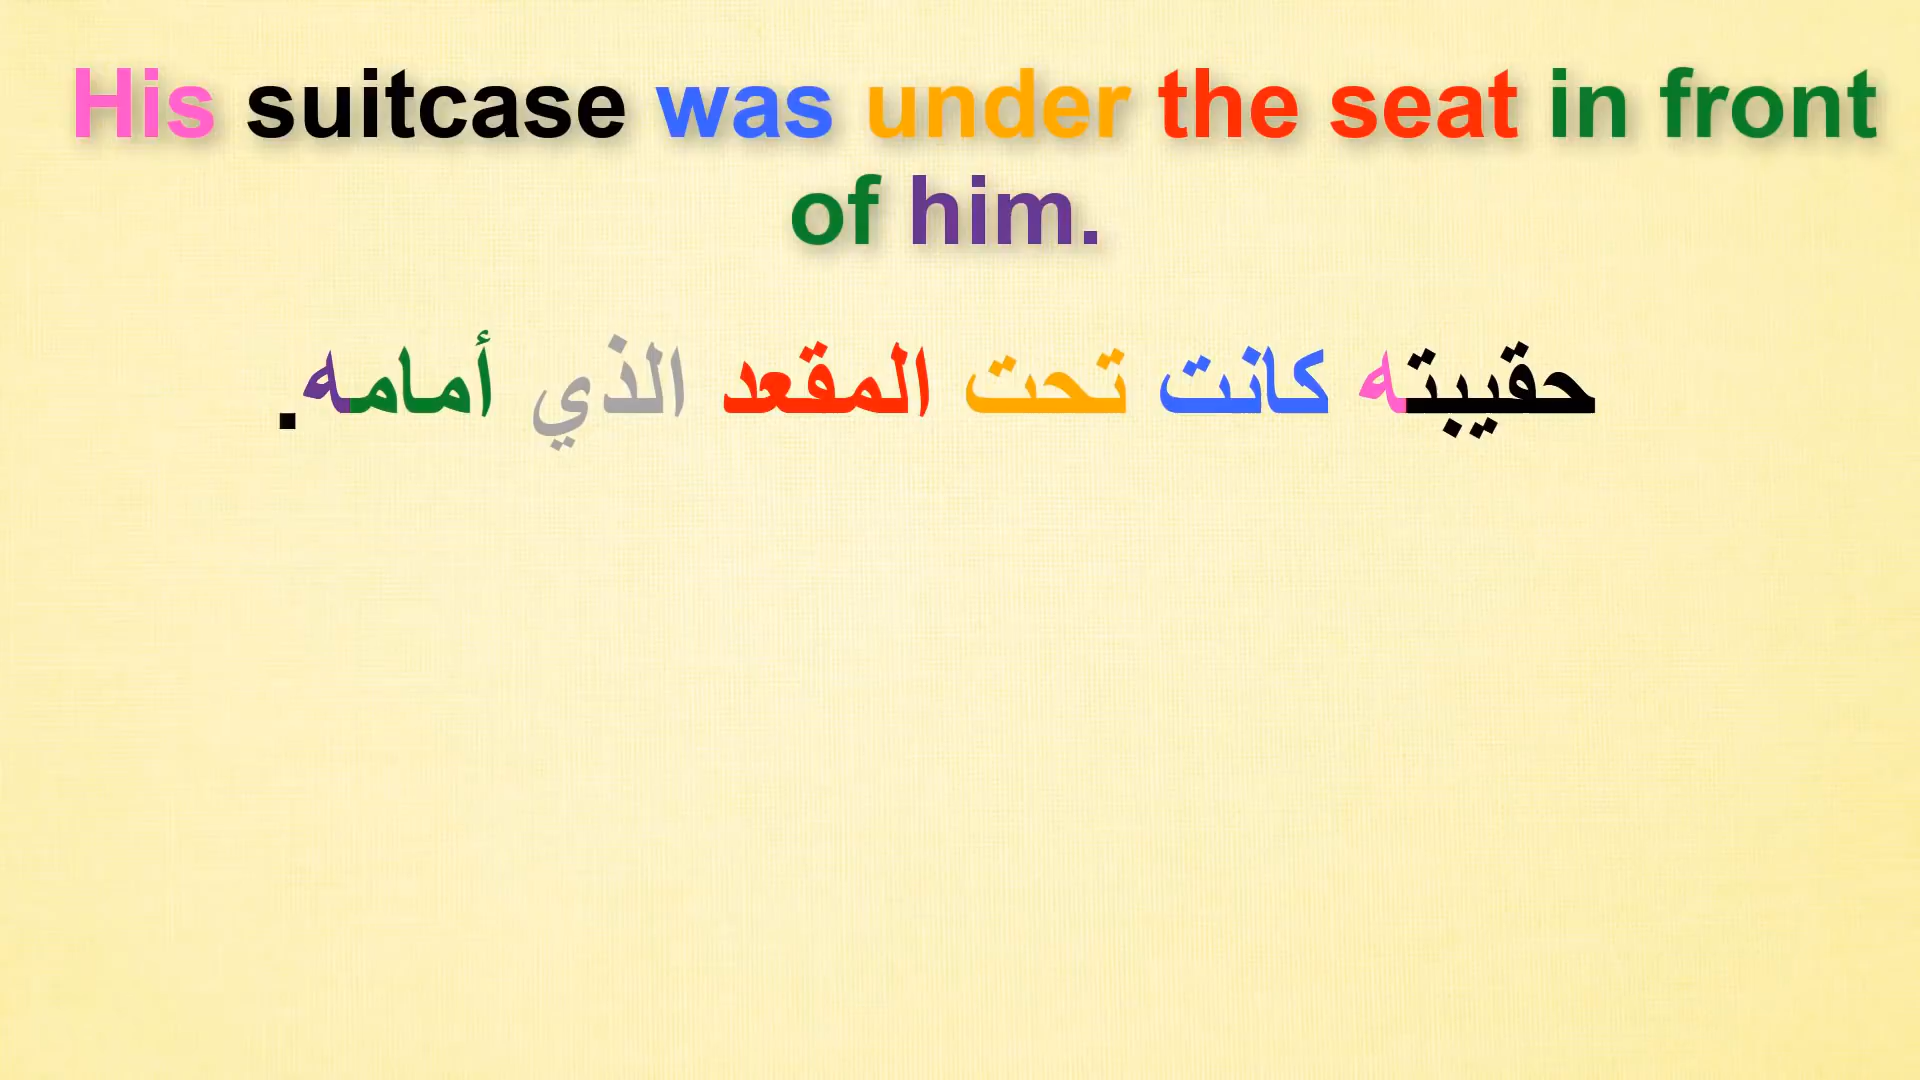 His suitcase was under the seat in front
of him.
حقيبته كانت تحت المقعد الذي أمامه.